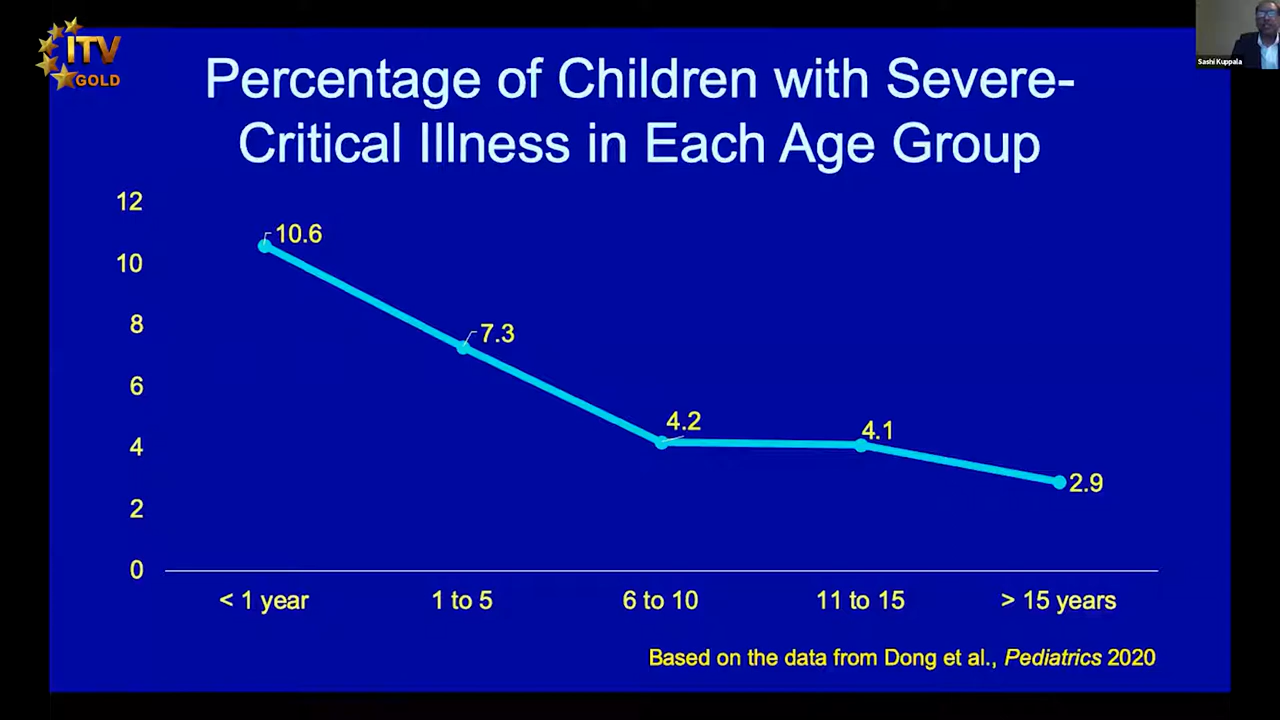 ITV
GOLD
Sashi Kuppala
Percentage of Children with Severe-
Critical Illness in Each Age Group
12
10
8
6
4
2
0
10.6
7.3
4.2
4.1
2.9
< 1 year
1 to 5
6 to 10
11 to 15
> 15 years
Based on the data from Dong et al., Pediatrics 2020